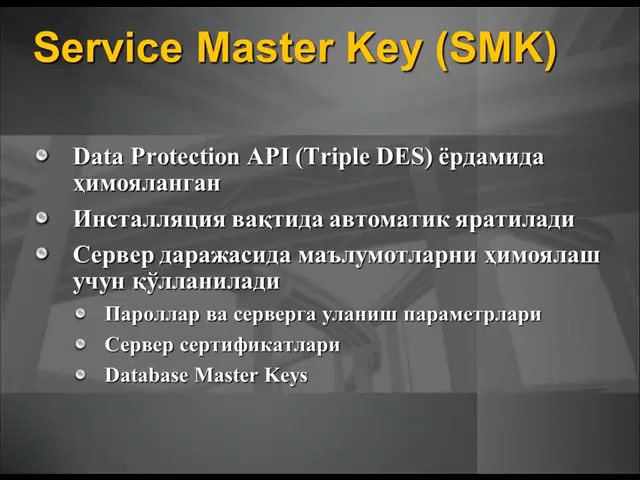 Service Master Key (SMK)
Data Protection API (Triple DES) ёрдамида
ҳимояланган
Инсталляция вақтида автоматик яратилади
Сервер даражасида маълумотларни ҳимоялаш
учун қўлланилади
Пароллар ва серверга уланиш параметрлари
Сервер сертификатлари
Database Master Keys